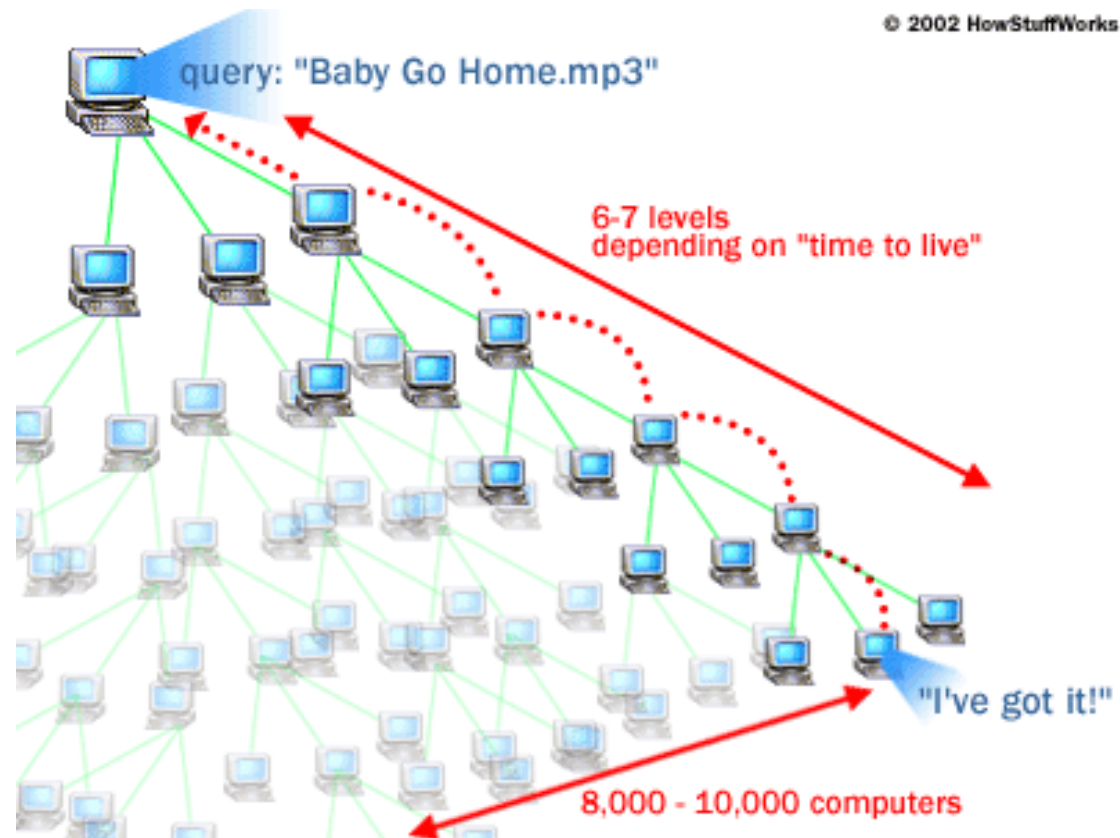 © 2002 HowStuffWorks
query: "Baby Go Home.mp3"
6-7 levels
depending on "time to live"
"I've got it!"
8,000 - 10,000 computers